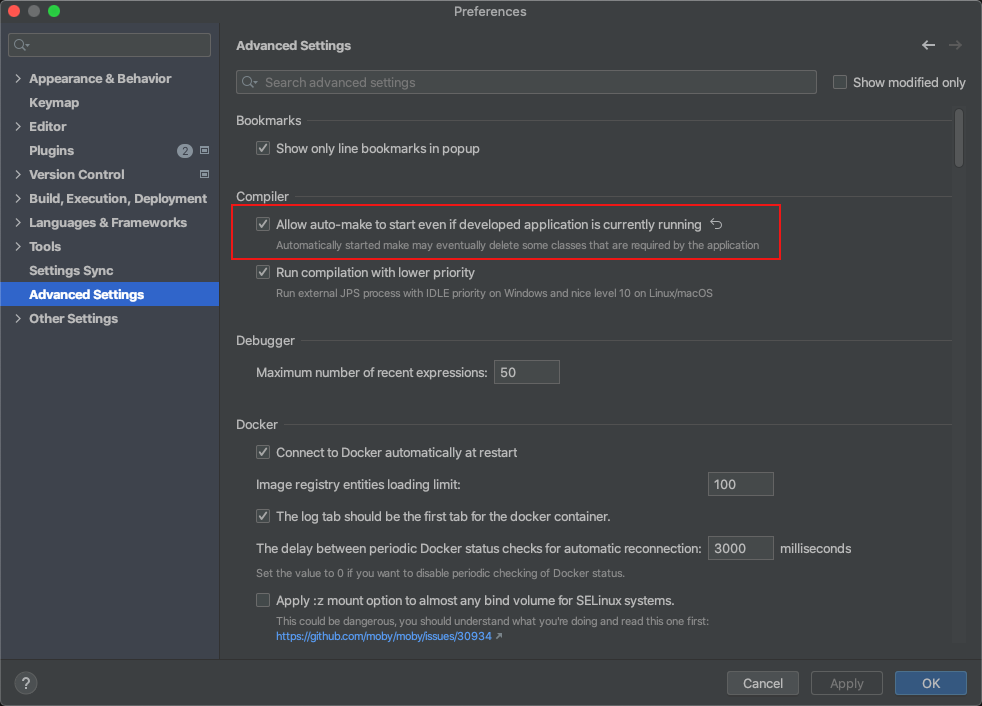 Preferences
Appearance & Behavior
Keymap
Editor
Plugins 2
Version Control
Build, Execution, Deployment
Languages & Frameworks
Tools
Settings Sync
Advanced Settings
Other Settings
Advanced Settings
Search advanced settings
Show modified only
Bookmarks
Show only line bookmarks in popup
Compiler
Allow auto-make to start even if developed application is currently running
Automatically started make may eventually delete some classes that are required by the application
Run compilation with lower priority
Run external JPS process with IDLE priority on Windows and nice level 10 on Linux/macOS
Debugger
Maximum number of recent expressions: 50
Docker
Connect to Docker automatically at restart
Image registry entities loading limit: 100
The log tab should be the first tab for the docker container.
The delay between periodic Docker status checks for automatic reconnection: 3000 milliseconds
Set the value to 0 if you want to disable periodic checking of Docker status.
Apply :z mount option to almost any bind volume for SELinux systems.
This could be dangerous, you should understand what you're doing and read this one first:
https://github.com/moby/moby/issues/30934
?
Cancel
Apply
OK